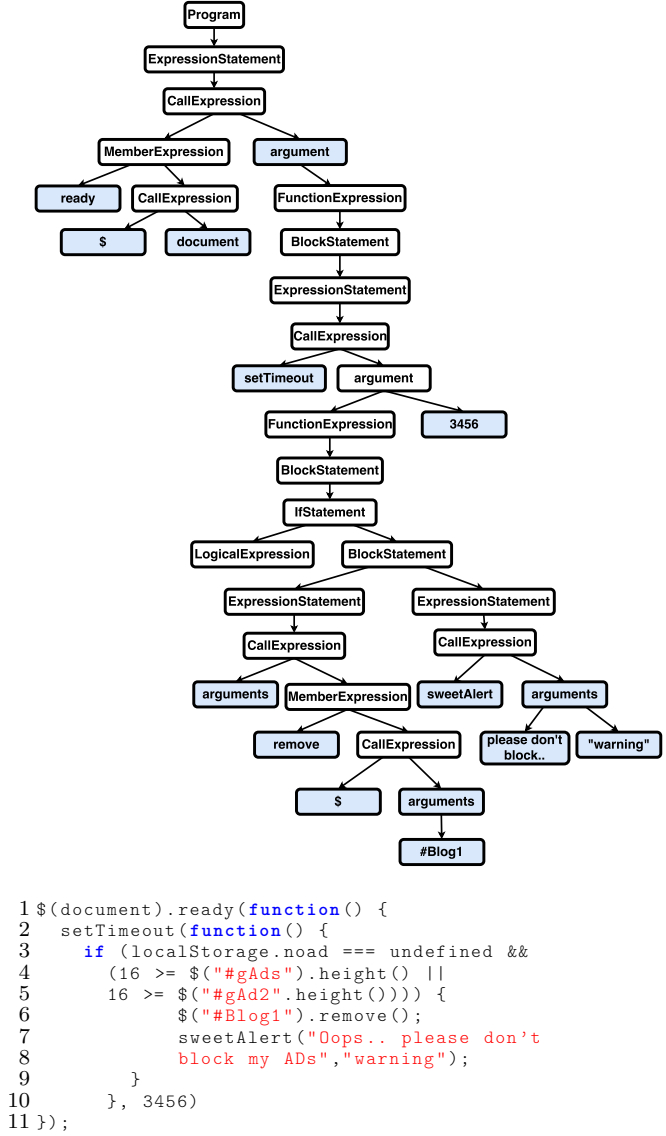 Program
ExpressionStatement
CallExpression
MemberExpression
argument
ready
CallExpression
FunctionExpression
$
document
BlockStatement
ExpressionStatement
CallExpression
setTimeout
argument
FunctionExpression
3456
BlockStatement
IfStatement
LogicalExpression
BlockStatement
ExpressionStatement
ExpressionStatement
CallExpression
CallExpression
arguments
MemberExpression
sweetAlert
arguments
remove
CallExpression
please don't
block..
"warning"
$
arguments
#Blog1
1 $(document).ready(function() {
2 setTimeout(function() {
3 if (localStorage.noad === undefined &&
4 (16 >= $("#gAds").height() ||
5 16 >= $("#gAd2".height()))) {
6 $("#Blog1").remove();
7 sweetAlert("Oops.. please don't
8 block my ADs","warning");
9 }
10 }, 3456)
11 });